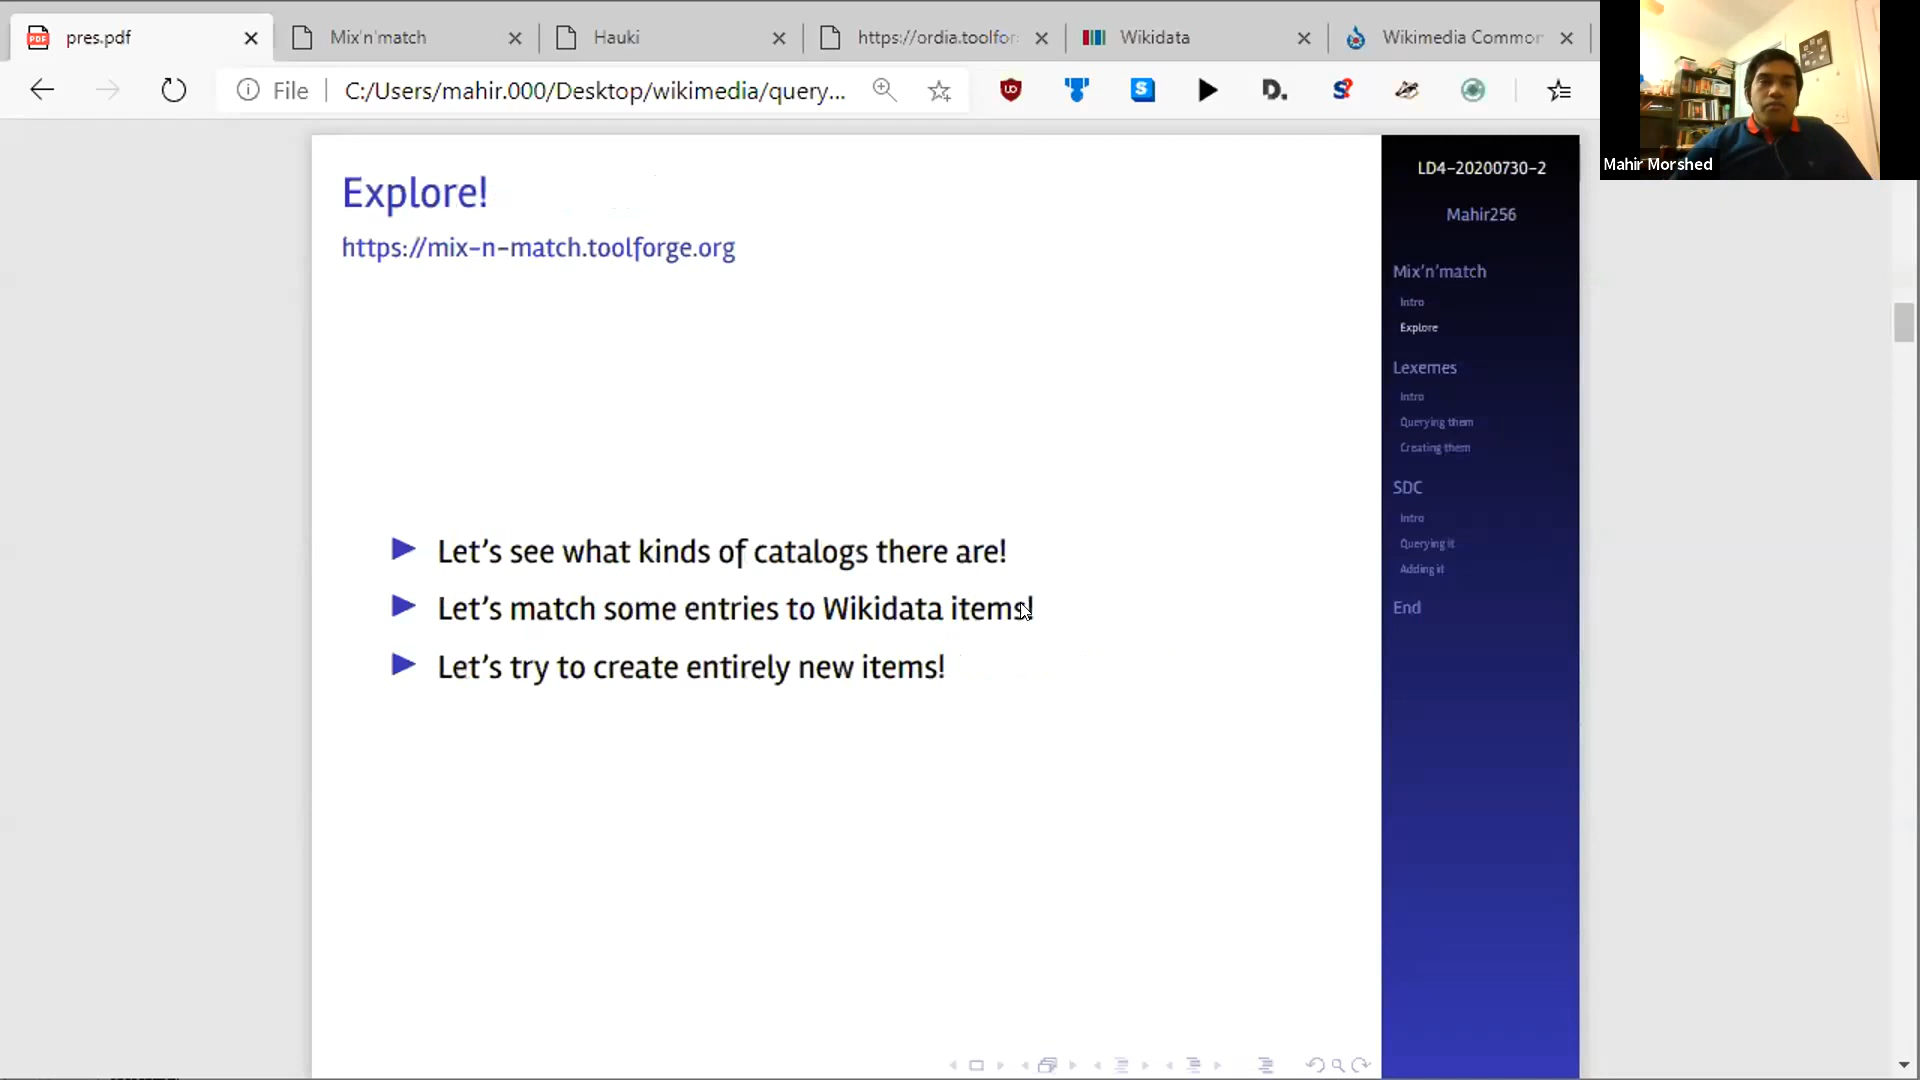 pres.pdf
Mix'n'match
Hauki
https://ordia.toolfor
Wikidata
Wikimedia Common
File
C:/Users/mahir.000/Desktop/wikimedia/query...
D.
Mahir Morshed
Explore!
https://mix-n-match.toolforge.org
Let's see what kinds of catalogs there are!
Let's match some entries to Wikidata items!
Let's try to create entirely new items!
LD4-20200730-2
Mahir256
Mix'n'match
Intro
Explore
Lexemes
Intro
Querying them
Creating them
SDC
Intro
Querying it
Adding it
End